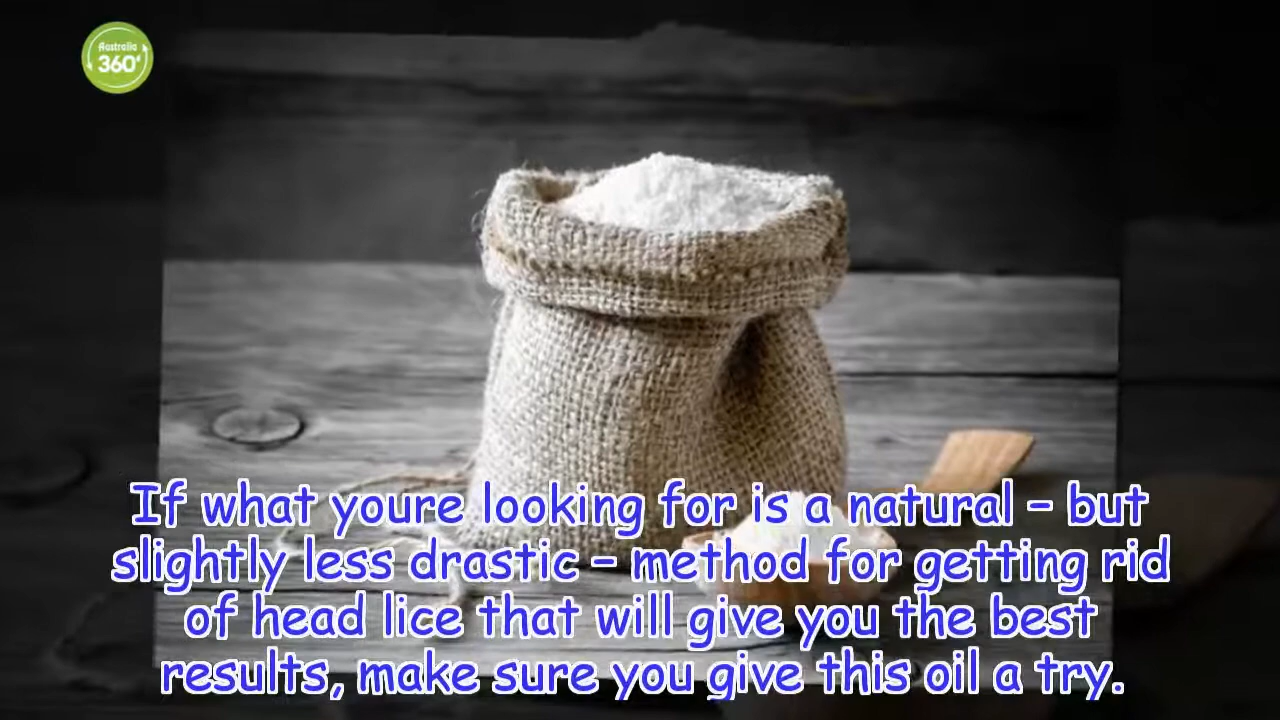 Australia
360°
If what youre looking for is a natural – but
slightly less drastic – method for getting rid
of head lice that will give you the best
results, make sure you give this oil a try.